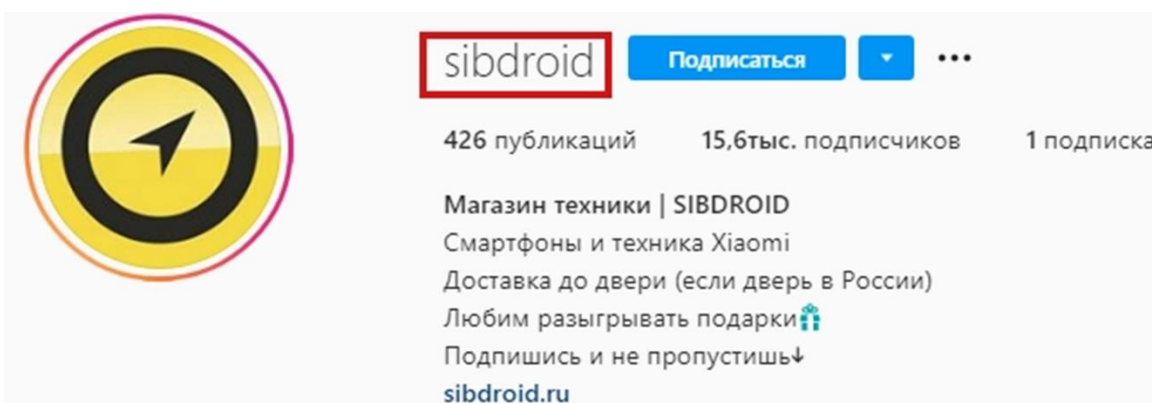 sibdroid Подписаться
426 публикаций 15,6тыс. подписчиков 1 подписка
Магазин техники | SIBDROID
Смартфоны и техника Xiaomi
Доставка до двери (если дверь в России)
Любим разыгрывать подарки🎁
Подпишись и не пропустишь↓
sibdroid.ru